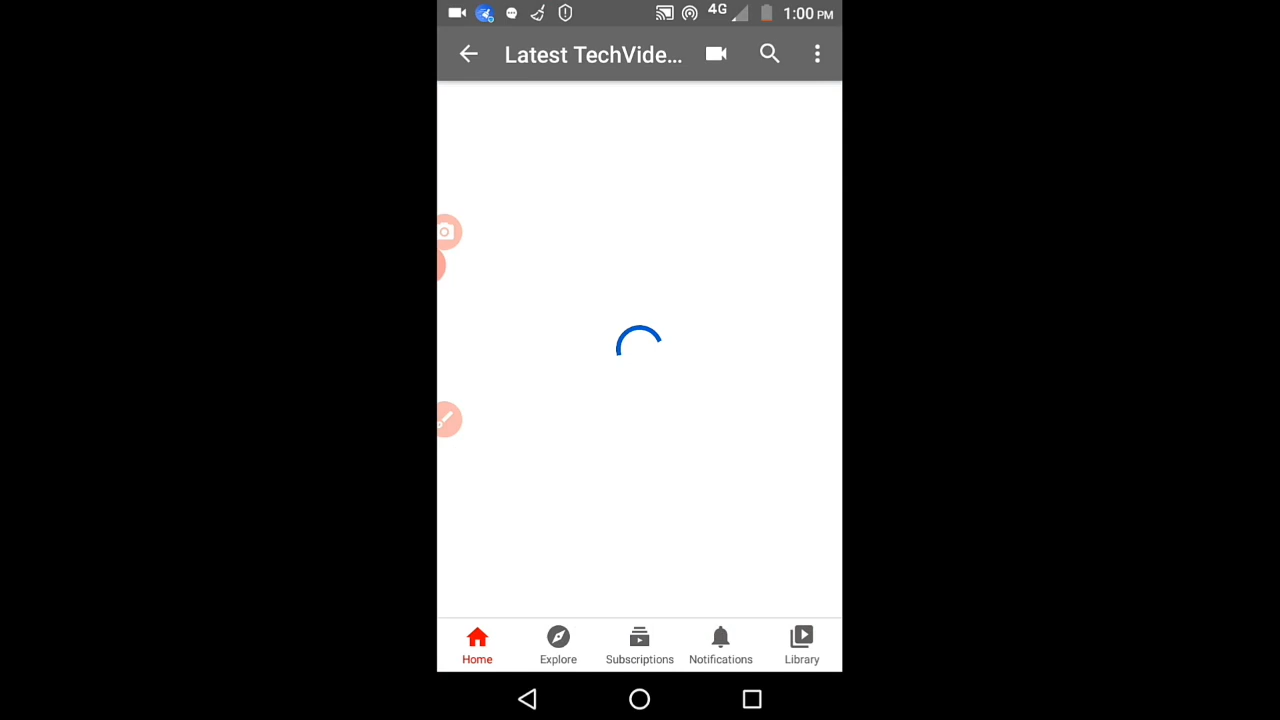 4G 1:00 PM
Latest TechVide...
Home Explore Subscriptions Notifications Library